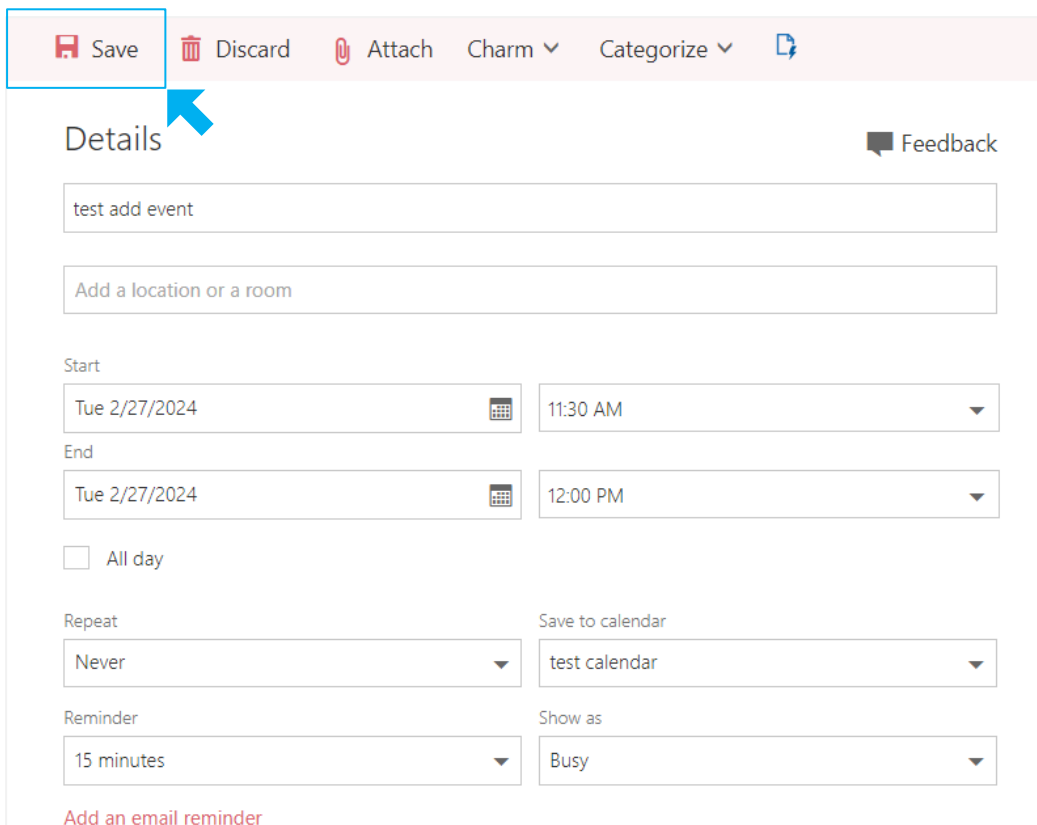 Save Discard Attach Charm Categorize
Details
Feedback
test add event
Add a location or a room
Start
Tue 2/27/2024 11:30 AM
End
Tue 2/27/2024 12:00 PM
All day
Repeat Save to calendar
Never test calendar
Reminder Show as
15 minutes Busy
Add an email reminder